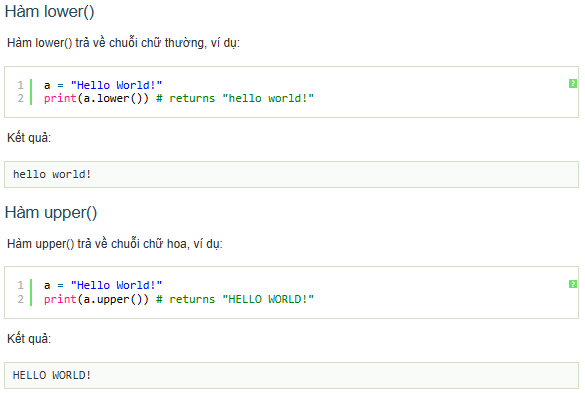 Hàm lower()
Hàm lower() trả về chuỗi chữ thường, ví dụ:
1 a = "Hello World!"
2 print(a.lower()) # returns "hello world!"
?
Kết quả:
hello world!
Hàm upper()
Hàm upper() trả về chuỗi chữ hoa, ví dụ:
1 a = "Hello World!"
2 print(a.upper()) # returns "HELLO WORLD!"
?
Kết quả:
HELLO WORLD!